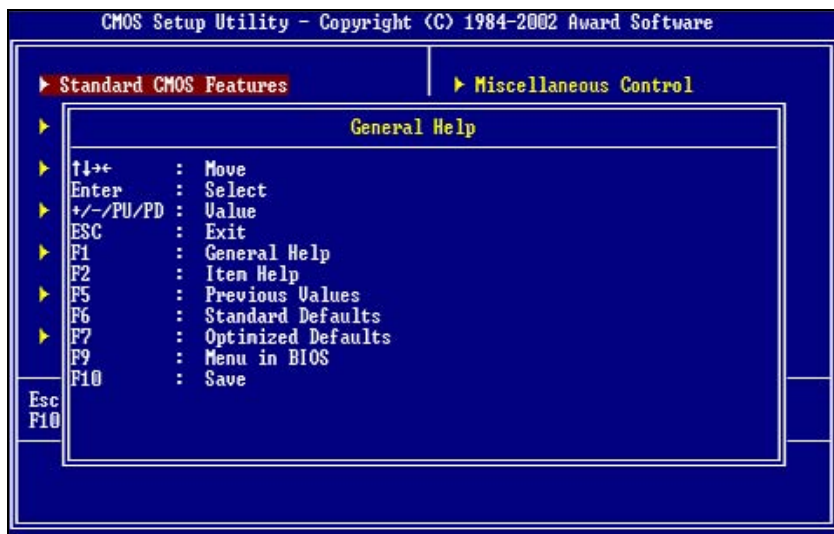 CMOS Setup Utility - Copyright (C) 1984-2002 Award Software
▶ Standard CMOS Features
▶ Miscellaneous Control
General Help
↑↓→← : Move
Enter : Select
+/-/PU/PD : Value
ESC : Exit
F1 : General Help
F2 : Item Help
F5 : Previous Values
F6 : Standard Defaults
F7 : Optimized Defaults
F9 : Menu in BIOS
F10 : Save
Esc
F10